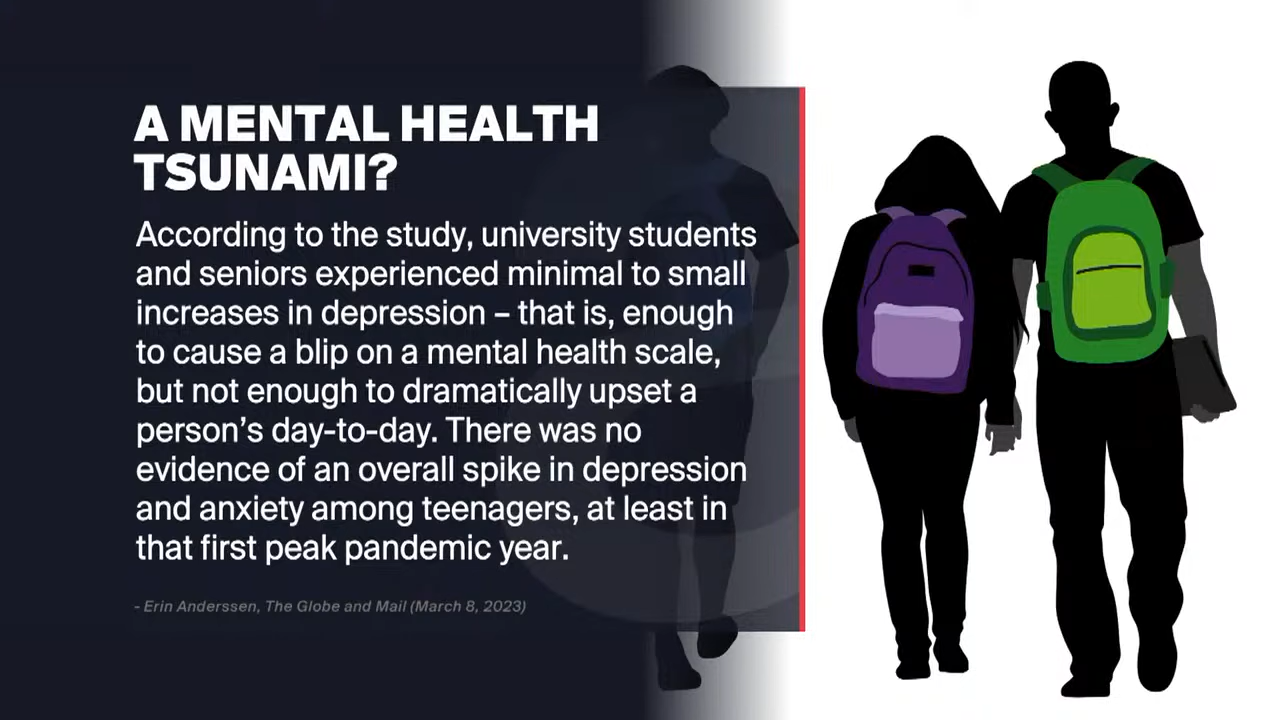 A MENTAL HEALTH
TSUNAMI?
According to the study, university students
and seniors experienced minimal to small
increases in depression – that is, enough
to cause a blip on a mental health scale,
but not enough to dramatically upset a
person’s day-to-day. There was no
evidence of an overall spike in depression
and anxiety among teenagers, at least in
that first peak pandemic year.
- Erin Anderssen, The Globe and Mail (March 8, 2023)